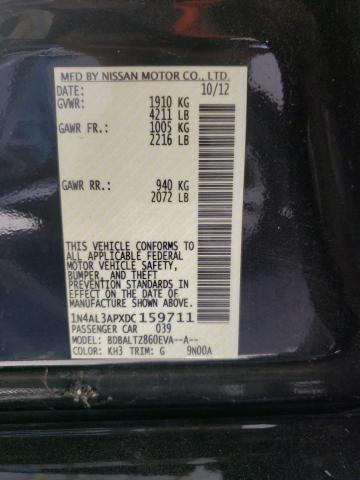 MFD BY NISSAN MOTOR CO., LTD.
DATE: 10/12
GVWR: 1910 KG
4211 LB
GAWR FR: 1005 KG
2216 LB
GAWR RR: 940 KG
2072 LB
THIS VEHICLE CONFORMS TO
ALL APPLICABLE FEDERAL
MOTOR VEHICLE SAFETY,
BUMPER, AND THEFT
PREVENTION STANDARDS
IN EFFECT ON THE DATE OF
MANUFACTURE SHOWN ABOVE.
1N4AL3APXDC159711
PASSENGER CAR 039
MODEL: BDBALTZ860EVA--A--
COLOR: KH3 TRIM: G 9N00A